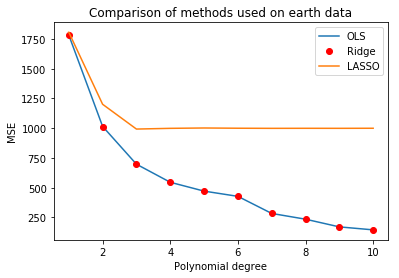 Comparison of methods used on earth data
OLS
Ridge
LASSO
1750
1500
1250
1000
750
500
250
MSE
2 4 6 8 10
Polynomial degree